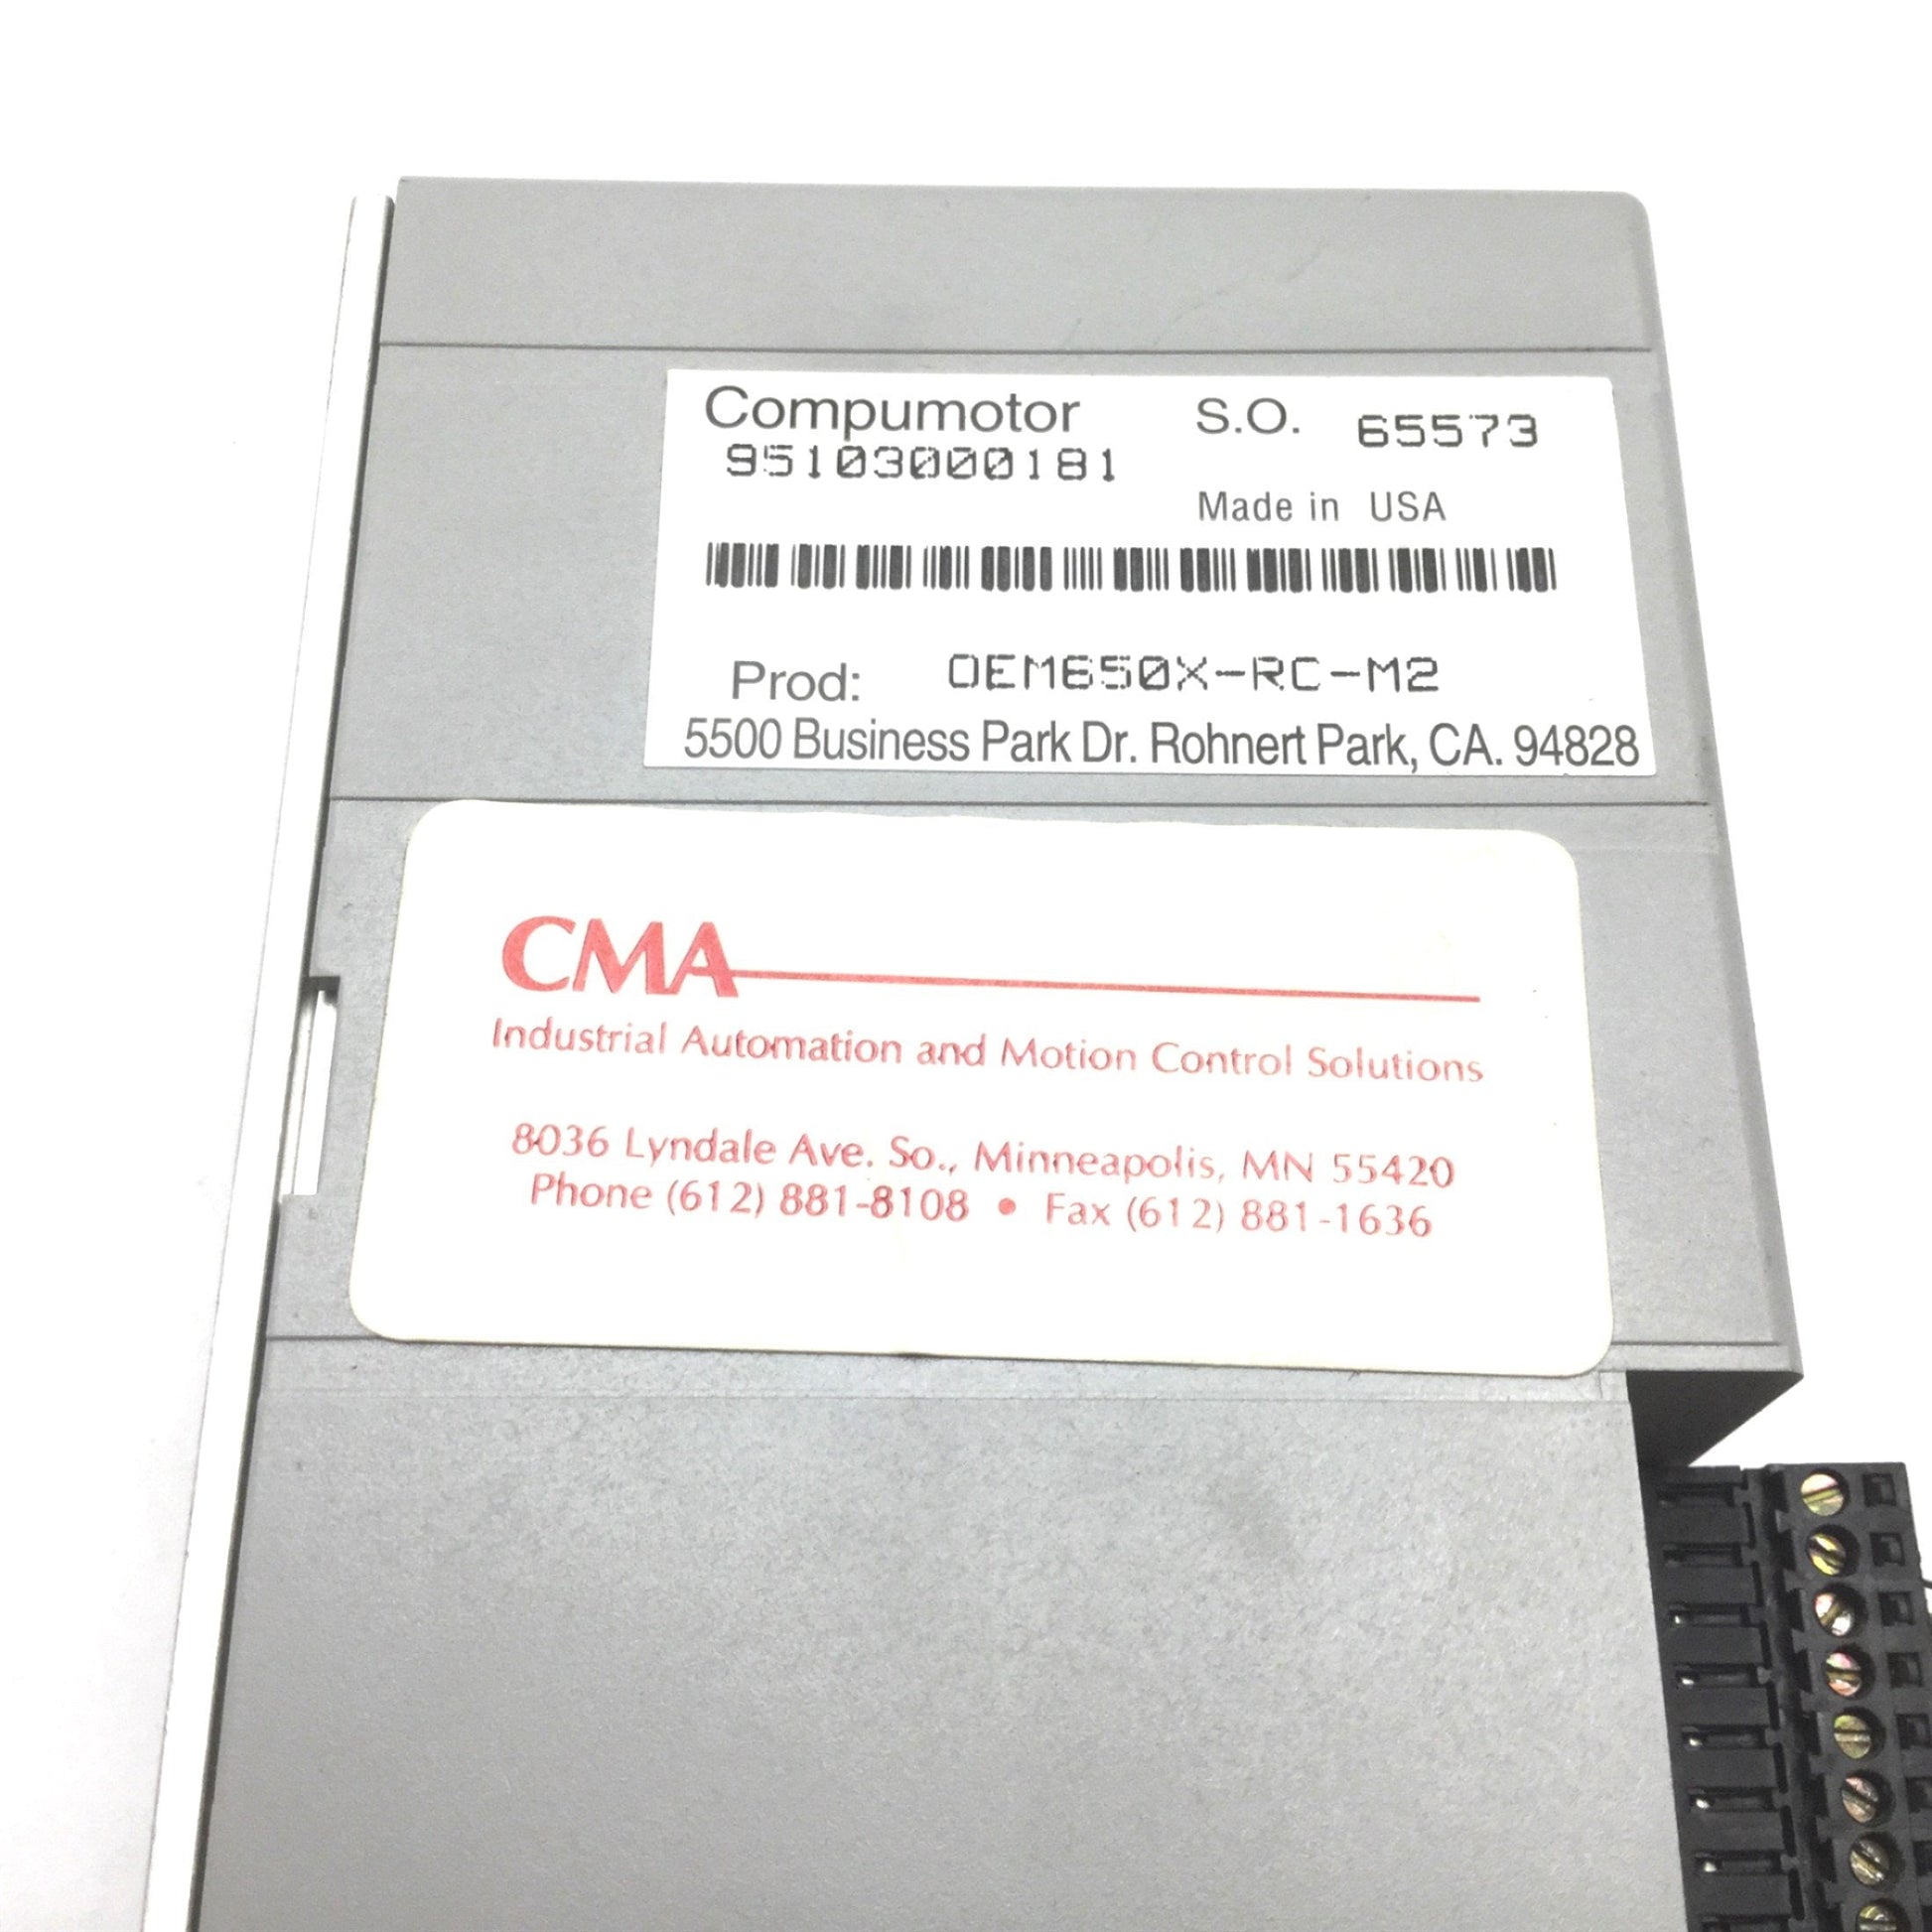 Compumotor S.O. 65573
95103000181
Made in USA
Prod: OEM650X-RC-M2
5500 Business Park Dr. Rohnert Park, CA. 94828
CMA
Industrial Automation and Motion Control Solutions
8036 Lyndale Ave. So., Minneapolis, MN 55420
Phone (612) 881-8108 • Fax (612) 881-1636